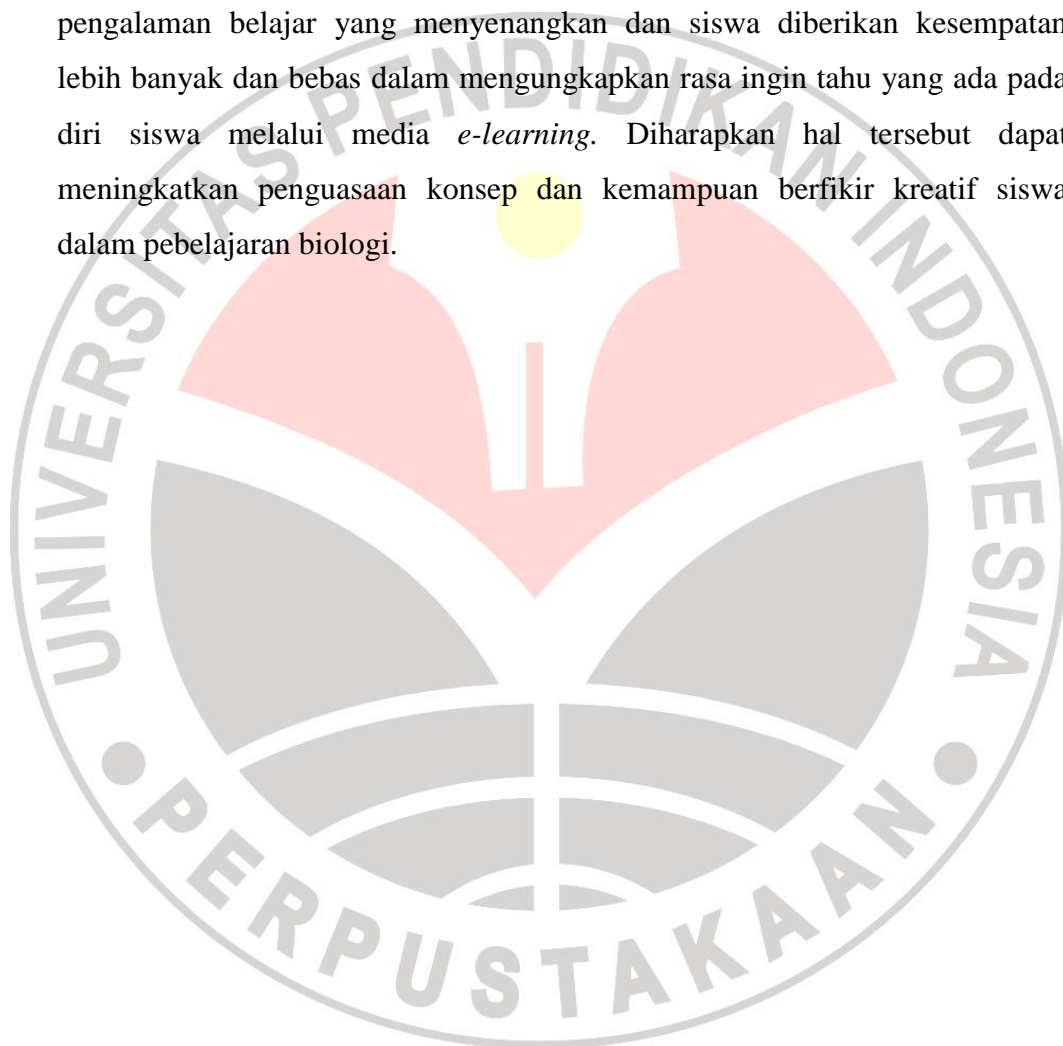 pengalaman belajar yang menyenangkan dan siswa diberikan kesempatan
lebih banyak dan bebas dalam mengungkapkan rasa ingin tahu yang ada pada
diri siswa melalui media e-learning. Diharapkan hal tersebut dapat
meningkatkan penguasaan konsep dan kemampuan berfikir kreatif siswa
dalam pebelajaran biologi.
UNIVERSITAS PENDIDIKAN INDONESIA
PERPUSTAKAAN